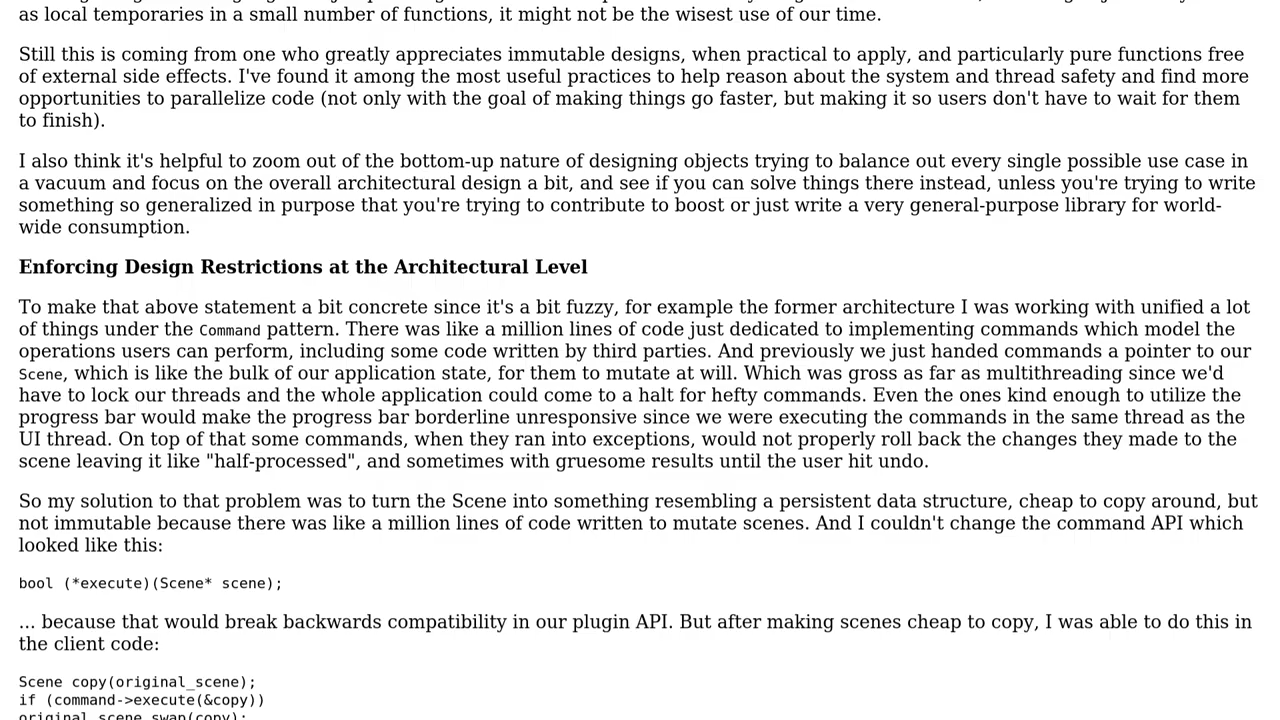 as local temporaries in a small number of functions, it might not be the wisest use of our time.
Still this is coming from one who greatly appreciates immutable designs, when practical to apply, and particularly pure functions free
of external side effects. I've found it among the most useful practices to help reason about the system and thread safety and find more
opportunities to parallelize code (not only with the goal of making things go faster, but making it so users don't have to wait for them
to finish).
I also think it's helpful to zoom out of the bottom-up nature of designing objects trying to balance out every single possible use case in
a vacuum and focus on the overall architectural design a bit, and see if you can solve things there instead, unless you're trying to write
something so generalized in purpose that you're trying to contribute to boost or just write a very general-purpose library for world-
wide consumption.
Enforcing Design Restrictions at the Architectural Level
To make that above statement a bit concrete since it's a bit fuzzy, for example the former architecture I was working with unified a lot
of things under the Command pattern. There was like a million lines of code just dedicated to implementing commands which model the
operations users can perform, including some code written by third parties. And previously we just handed commands a pointer to our
Scene, which is like the bulk of our application state, for them to mutate at will. Which was gross as far as multithreading since we'd
have to lock our threads and the whole application could come to a halt for hefty commands. Even the ones kind enough to utilize the
progress bar would make the progress bar borderline unresponsive since we were executing the commands in the same thread as the
UI thread. On top of that some commands, when they ran into exceptions, would not properly roll back the changes they made to the
scene leaving it like "half-processed", and sometimes with gruesome results until the user hit undo.
So my solution to that problem was to turn the Scene into something resembling a persistent data structure, cheap to copy around, but
not immutable because there was like a million lines of code written to mutate scenes. And I couldn't change the command API which
looked like this:
bool (*execute)(Scene* scene);
... because that would break backwards compatibility in our plugin API. But after making scenes cheap to copy, I was able to do this in
the client code:
Scene copy(original_scene);
if (command->execute(&copy))
original_scene.swap(copy);